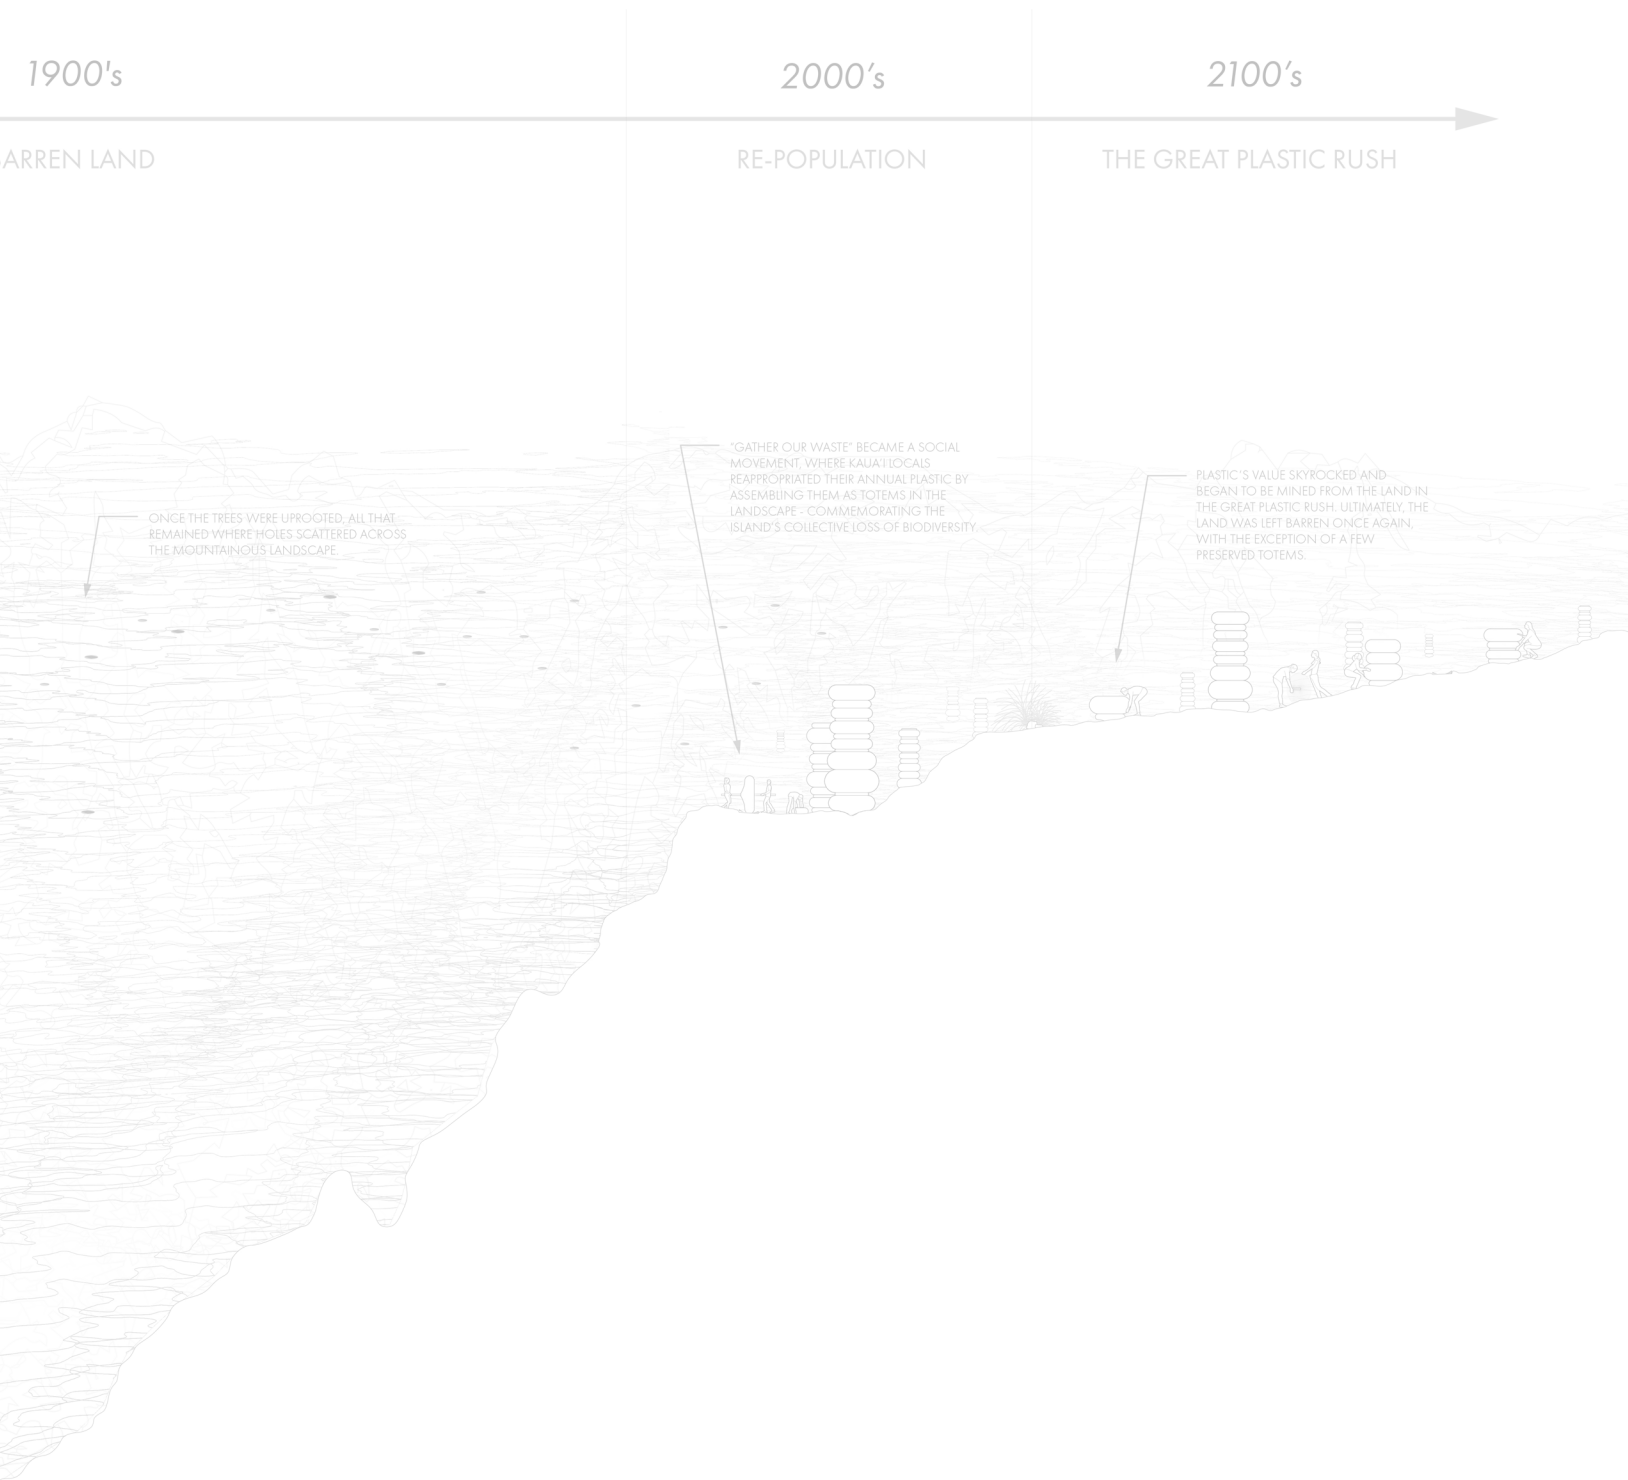 1900's
2000's
2100's
ARREN LAND
RE-POPULATION
THE GREAT PLASTIC RUSH
ONCE THE TREES WERE UPROOTED, ALL THAT
REMAINED WHERE HOLES SCATTERED ACROSS
THE MOUNTAINOUS LANDSCAPE.
"GATHER OUR WASTE" BECAME A SOCIAL
MOVEMENT, WHERE KAUA'I LOCALS
REAPPROPRIATED THEIR ANNUAL PLASTIC BY
ASSEMBLING THEM AS TOTEMS IN THE
LANDSCAPE - COMMEMORATING THE
ISLAND'S COLLECTIVE LOSS OF BIODIVERSITY.
PLASTIC'S VALUE SKYROCKED AND
BEGAN TO BE MINED FROM THE LAND IN
THE GREAT PLASTIC RUSH. ULTIMATELY, THE
LAND WAS LEFT BARREN ONCE AGAIN,
WITH THE EXCEPTION OF A FEW
PRESERVED TOTEMS.